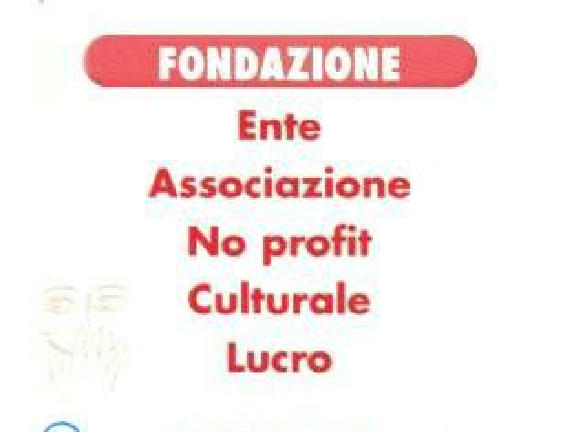 FONDAZIONE
Ente
Associazione
No profit
Culturale
Lucro